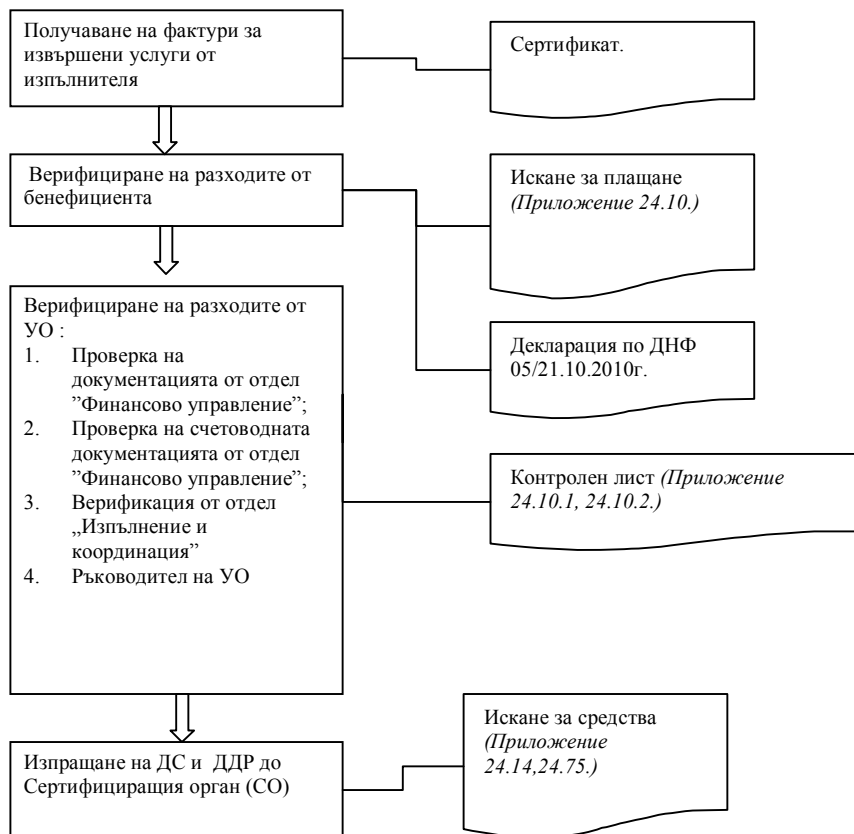 Получаване на фактури за
извършени услуги от
изпълнителя
Сертификат.
Верифициране на разходите от
бенефициента
Искане за плащане
(Приложение 24.10.)
Декларация по ДНФ
05/21.10.2010г.
Верифициране на разходите от
УО :
1. Проверка на
документацията от отдел
”Финансово управление”;
2. Проверка на счетоводната
документацията от отдел
”Финансово управление”;
3. Верификация от отдел
„Изпълнение и
координация”
4. Ръководител на УО
Контролен лист (Приложение
24.10.1, 24.10.2.)
Изпращане на ДС и ДДР до
Сертифициращия орган (СО)
Искане за средства
(Приложение
24.14,24.75.)